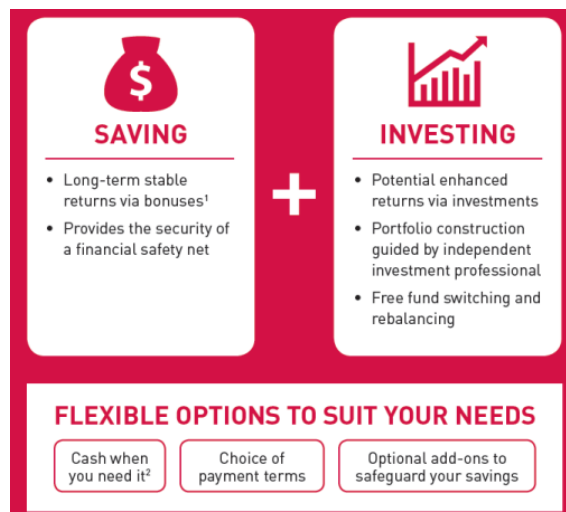 $
SAVING
• Long-term stable
returns via bonuses¹
• Provides the security of
a financial safety net
+
INVESTING
• Potential enhanced
returns via investments
• Portfolio construction
guided by independent
investment professional
• Free fund switching and
rebalancing
FLEXIBLE OPTIONS TO SUIT YOUR NEEDS
Cash when
you need it²
Choice of
payment terms
Optional add-ons to
safeguard your savings